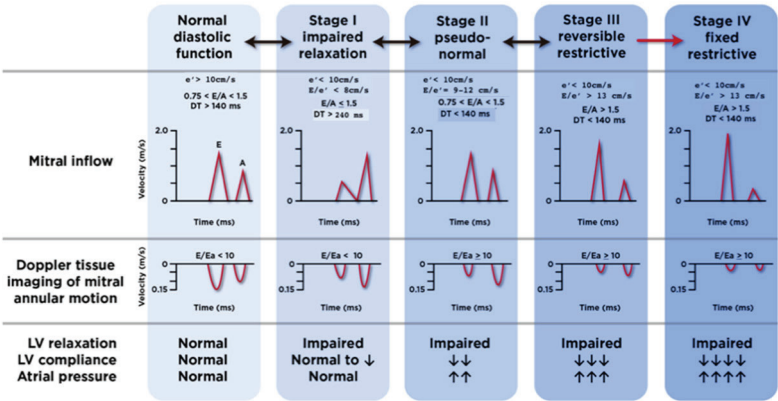 Normal
diastolic
function
Stage I
impaired
relaxation
Stage II
pseudo-
normal
Stage III
reversible
restrictive
Stage IV
fixed
restrictive
Mitral inflow
e'> 10cm/s
0.75 < E/A < 1.5
DT > 140 ms
e'< 10cm/s
E/e' < 8cm/s
E/A ≤ 1.5
DT > 240 ms
e'< 10cm/s
E/e'= 9-12 cm/s
0.75 < E/A < 1.5
DT < 140 ms
e'< 10cm/s
E/e' > 13 cm/s
E/A > 1.5
DT < 140 ms
e'< 10cm/s
E/e' > 13 cm/s
E/A > 1.5
DT < 140 ms
Velocity (m/s)
2.0
0
E
A
Time (ms)
2.0
0
Time (ms)
2.0
0
Time (ms)
2.0
0
Time (ms)
2.0
0
Time (ms)
Doppler tissue
imaging of mitral
annular motion
Velocity (m/s)
E/Ea < 10
0
0.15
Time (ms)
E/Ea < 10
0
0.15
Time (ms)
E/Ea ≥ 10
0
0.15
Time (ms)
E/Ea ≥ 10
0
0.15
Time (ms)
E/Ea ≥ 10
0
0.15
Time (ms)
LV relaxation Normal Impaired Impaired Impaired Impaired
LV compliance Normal Normal to ↓ ↓↓ ↓↓↓ ↓↓↓↓
Atrial pressure Normal Normal ↑↑ ↑↑↑ ↑↑↑↑